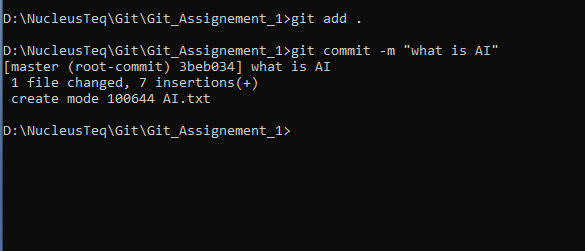 D:\NucleusTeq\Git\Git_Assignement_1>git add .
D:\NucleusTeq\Git\Git_Assignement_1>git commit -m "what is AI"
[master (root-commit) 3beb034] what is AI
 1 file changed, 7 insertions(+)
 create mode 100644 AI.txt
D:\NucleusTeq\Git\Git_Assignement_1>